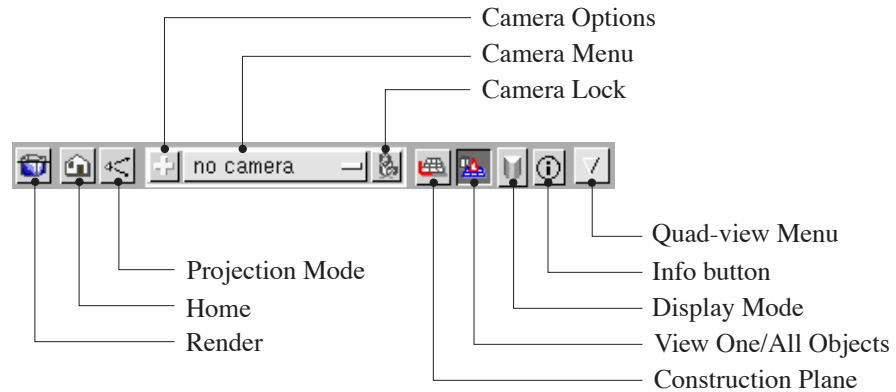 Camera Options
Camera Menu
Camera Lock
no camera
Quad-view Menu
Projection Mode
Info button
Home
Display Mode
Render
View One/All Objects
Construction Plane